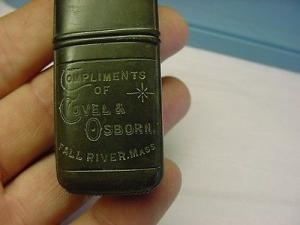 COMPLIMENTS
OF
COVEL &
OSBORN,
FALL RIVER, MASS